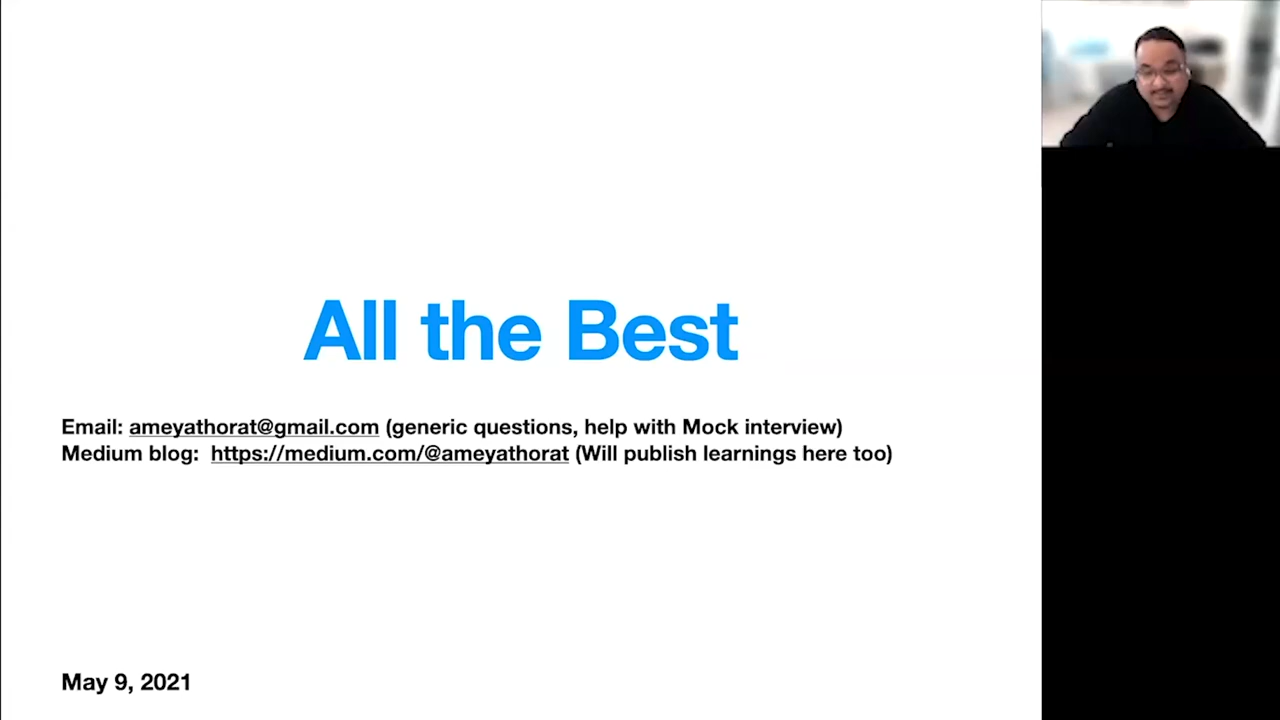 All the Best
Email: ameyathorat@gmail.com (generic questions, help with Mock interview)
Medium blog: https://medium.com/@ameyathorat (Will publish learnings here too)
May 9, 2021